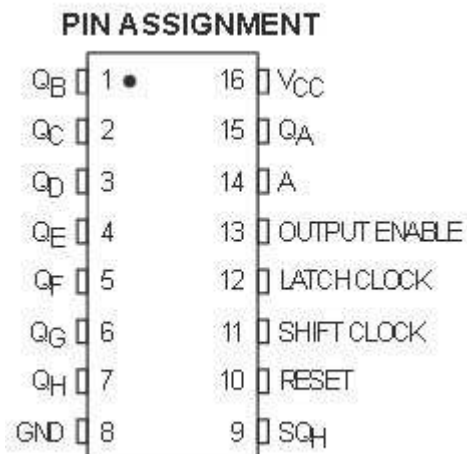 PIN ASSIGNMENT
QB 1 16 VCC
QC 2 15 QA
QD 3 14 A
QE 4 13 OUTPUT ENABLE
QF 5 12 LATCH CLOCK
QG 6 11 SHIFT CLOCK
QH 7 10 RESET
GND 8 9 SQH